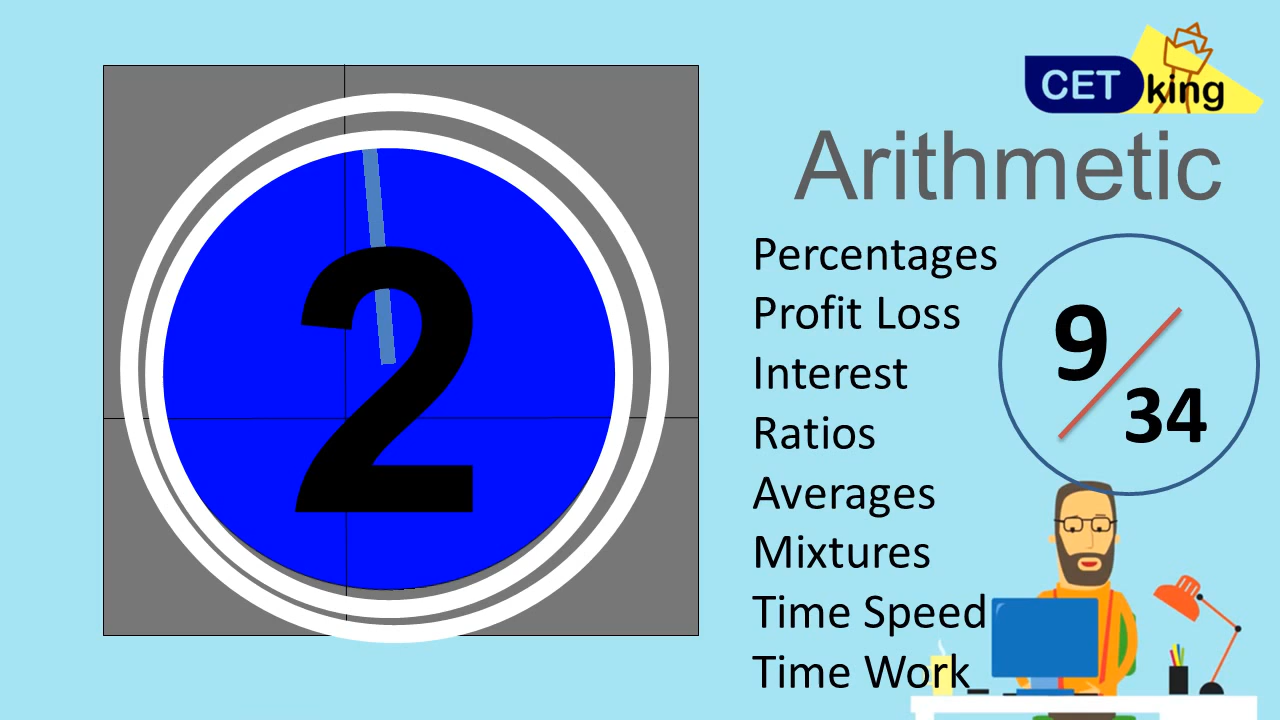 2
CET king
Arithmetic
Percentages
Profit Loss
Interest
Ratios
Averages
Mixtures
Time Speed
Time Work
9
34